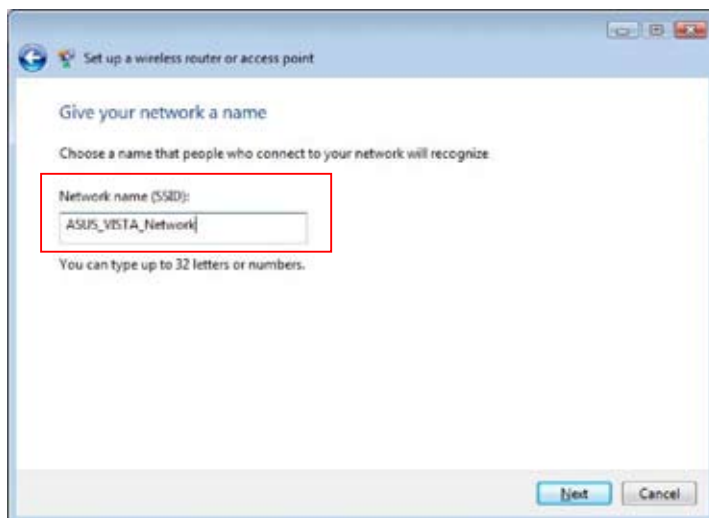 Set up a wireless router or access point
Give your network a name
Choose a name that people who connect to your network will recognize
Network name (SSID):
ASUS_VISTA_Network
You can type up to 32 letters or numbers.
Next Cancel